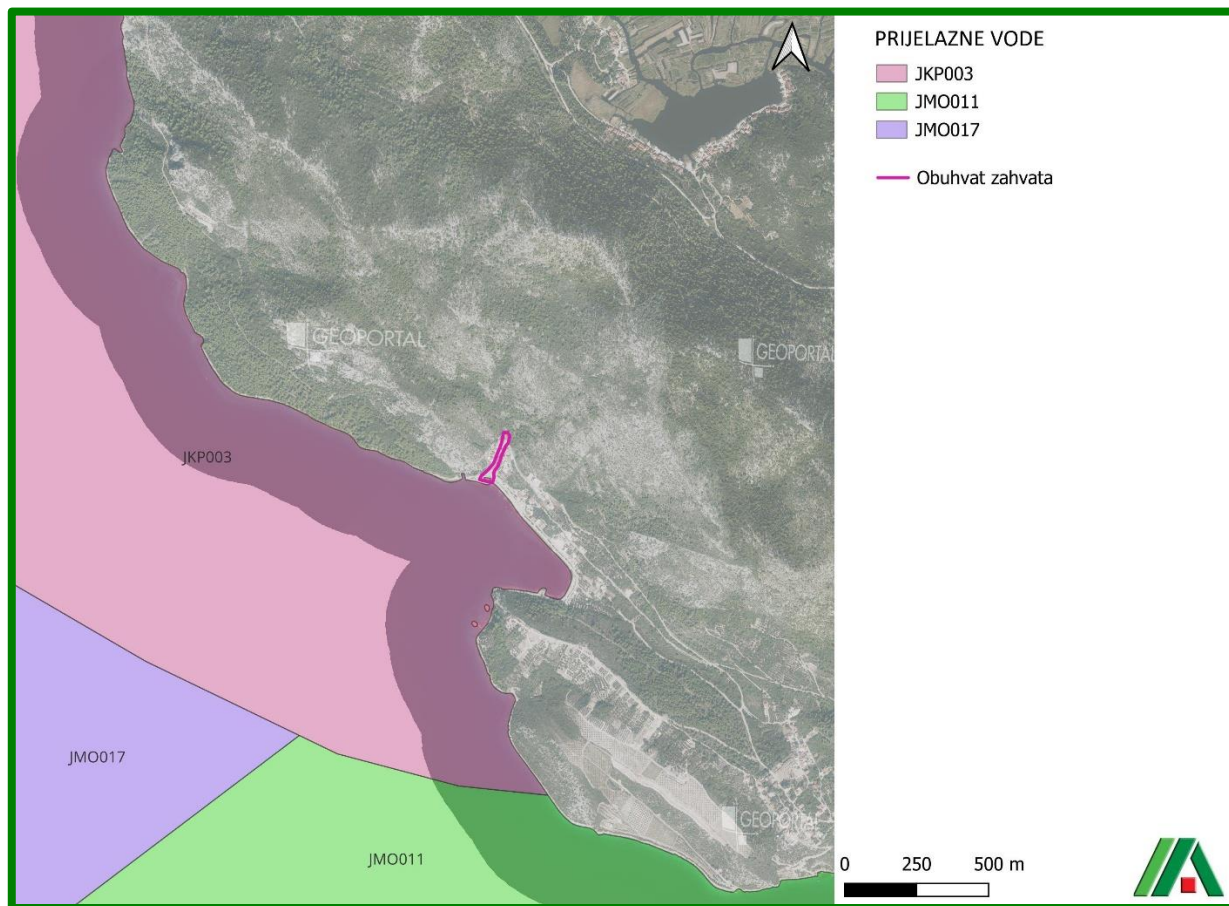 PRIJELAZNE VODE
JKP003
JMO011
JMO017
Obuhvat zahvata
GEOPORTAL
GEOPORTAL
JKP003
JMO017
JMO011
GEOPORTAL
0 250 500 m